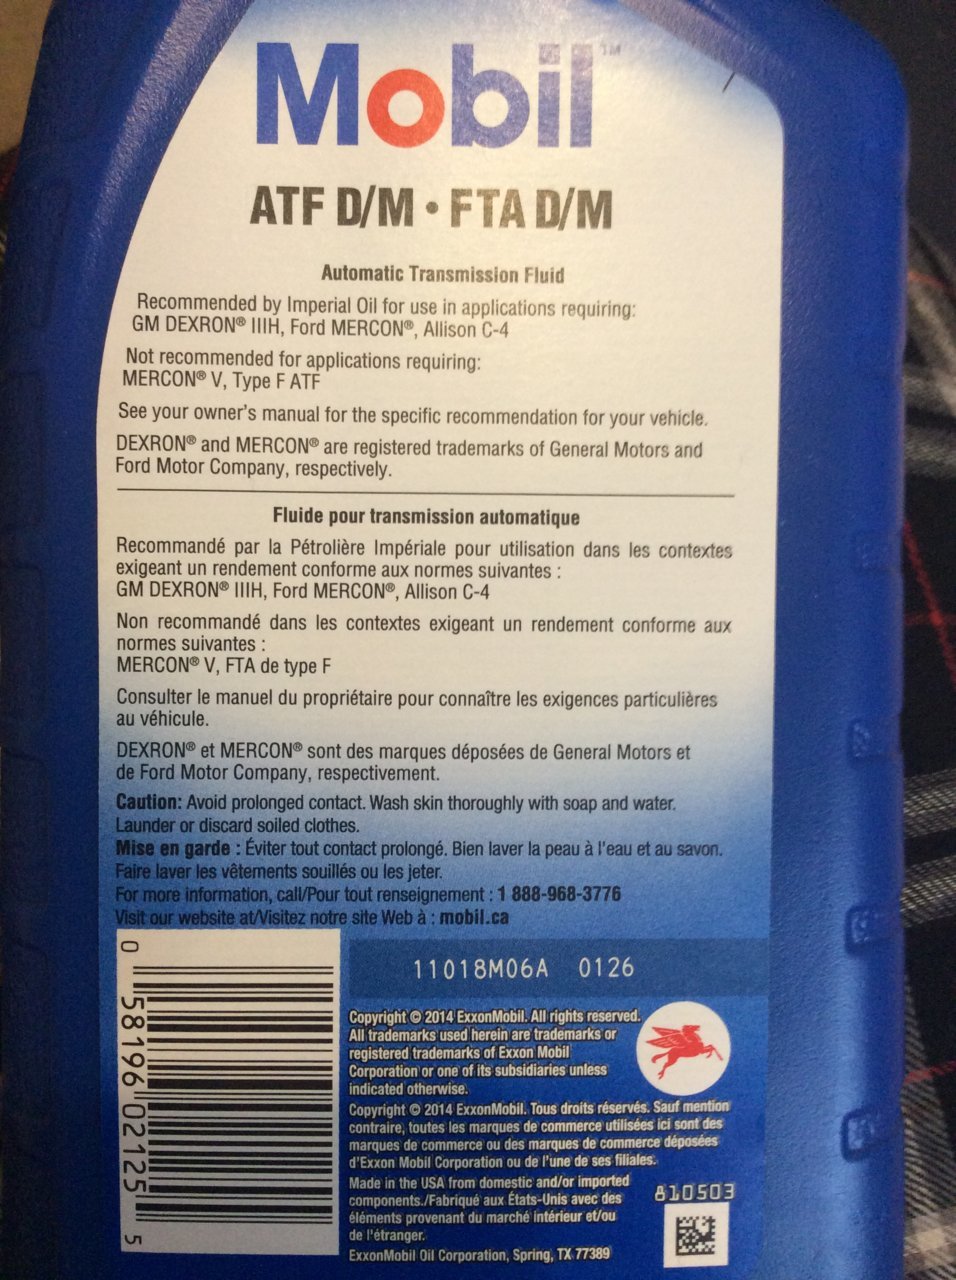 Mobil™
ATF D/M • FTA D/M
Automatic Transmission Fluid
Recommended by Imperial Oil for use in applications requiring:
GM DEXRON® IIIH, Ford MERCON®, Allison C-4
Not recommended for applications requiring:
MERCON® V, Type F ATF
See your owner's manual for the specific recommendation for your vehicle.
DEXRON® and MERCON® are registered trademarks of General Motors and
Ford Motor Company, respectively.
Fluide pour transmission automatique
Recommandé par la Pétrolière Impériale pour utilisation dans les contextes
exigeant un rendement conforme aux normes suivantes :
GM DEXRON® IIIH, Ford MERCON®, Allison C-4
Non recommandé dans les contextes exigeant un rendement conforme aux
normes suivantes :
MERCON® V, FTA de type F
Consulter le manuel du propriétaire pour connaître les exigences particulières
au véhicule.
DEXRON® et MERCON® sont des marques déposées de General Motors et
de Ford Motor Company, respectivement.
Caution: Avoid prolonged contact. Wash skin thoroughly with soap and water.
Launder or discard soiled clothes.
Mise en garde : Éviter tout contact prolongé. Bien laver la peau à l'eau et au savon.
Faire laver les vêtements souillés ou les jeter.
For more information, call/Pour tout renseignement : 1 888-968-3776
Visit our website at/Visitez notre site Web à : mobil.ca
0 58196 02125 5
11018M06A 0126
Copyright © 2014 ExxonMobil. All rights reserved.
All trademarks used herein are trademarks or
registered trademarks of Exxon Mobil
Corporation or one of its subsidiaries unless
indicated otherwise.
Copyright © 2014 ExxonMobil. Tous droits réservés. Sauf mention
contraire, toutes les marques de commerce utilisées ici sont des
marques de commerce ou des marques de commerce déposées
d'Exxon Mobil Corporation ou de l'une de ses filiales.
Made in the USA from domestic and/or imported
components./Fabriqué aux États-Unis avec des
éléments provenant du marché intérieur et/ou
de l'étranger.
ExxonMobil Oil Corporation, Spring, TX 77389
810503